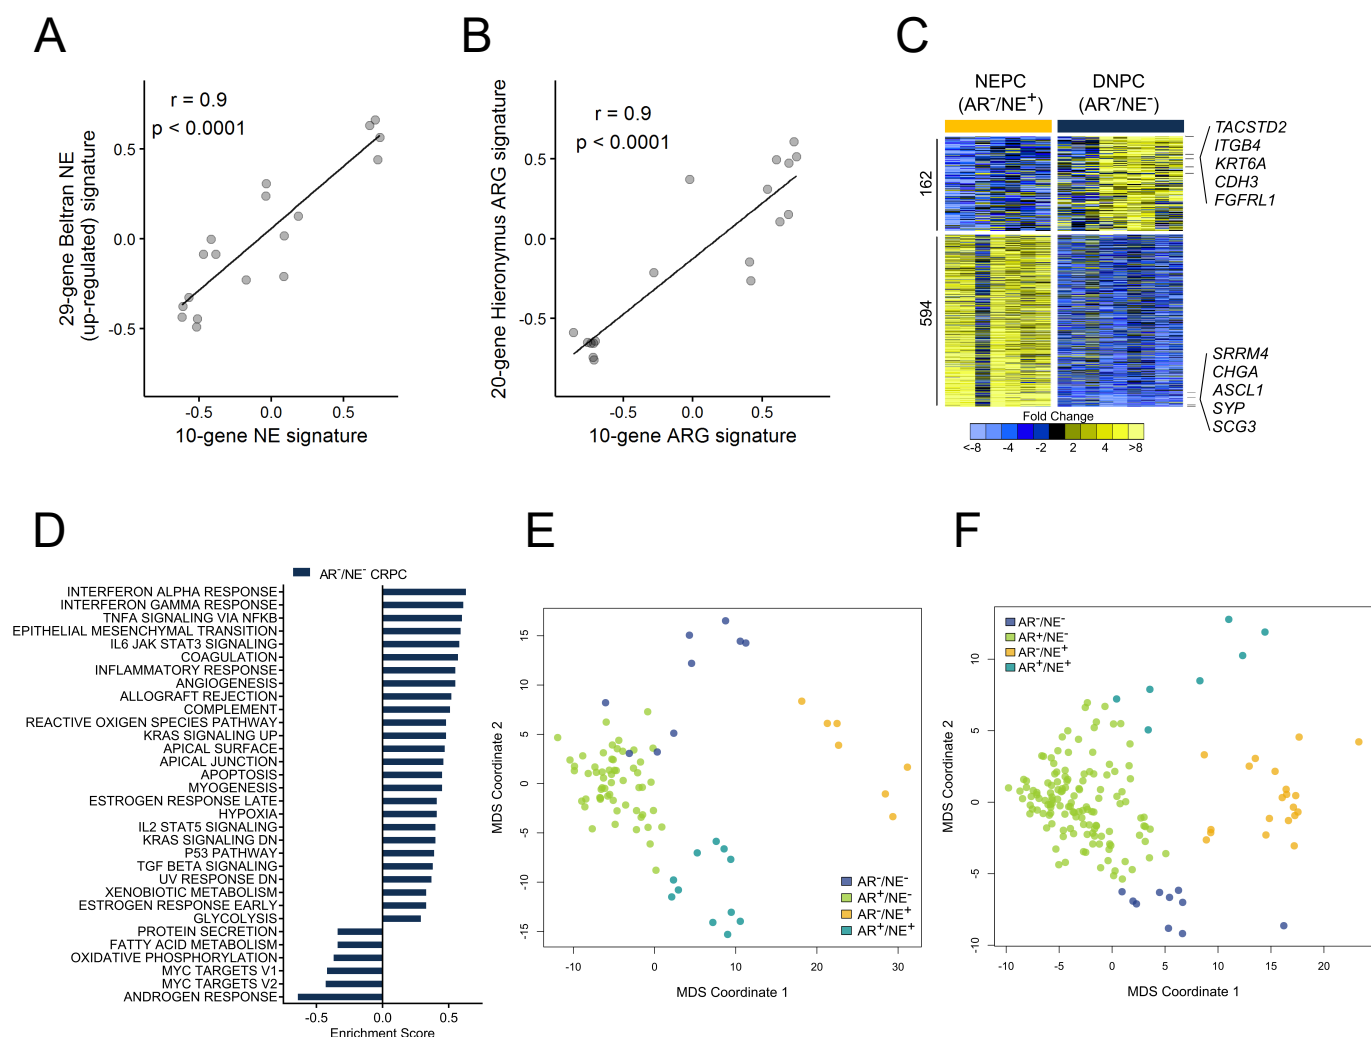 A
r = 0.9
p < 0.0001
29-gene Beltran NE
(up-regulated) signature
0.5
0.0
-0.5
-0.5
0.0
0.5
10-gene NE signature
B
r = 0.9
p < 0.0001
20-gene Hieronymus ARG signature
0.5
0.0
-0.5
-0.5
0.0
0.5
10-gene ARG signature
C
NEPC
(AR⁻/NE⁺)
DNPC
(AR⁻/NE⁻)
162
594
TACSTD2
ITGB4
KRT6A
CDH3
FGFRL1
SRRM4
CHGA
ASCL1
SYP
SCG3
Fold Change
<-8 -4 -2 2 4 >8
D
AR⁻/NE⁻ CRPC
INTERFERON ALPHA RESPONSE
INTERFERON GAMMA RESPONSE
TNFA SIGNALING VIA NFKB
EPITHELIAL MESENCHYMAL TRANSITION
IL6 JAK STAT3 SIGNALING
COAGULATION
INFLAMMATORY RESPONSE
ANGIOGENESIS
ALLOGRAFT REJECTION
COMPLEMENT
REACTIVE OXIGEN SPECIES PATHWAY
KRAS SIGNALING UP
APICAL SURFACE
APICAL JUNCTION
APOPTOSIS
MYOGENESIS
ESTROGEN RESPONSE LATE
HYPOXIA
IL2 STAT5 SIGNALING
KRAS SIGNALING DN
P53 PATHWAY
TGF BETA SIGNALING
UV RESPONSE DN
XENOBIOTIC METABOLISM
ESTROGEN RESPONSE EARLY
GLYCOLYSIS
PROTEIN SECRETION
FATTY ACID METABOLISM
OXIDATIVE PHOSPHORYLATION
MYC TARGETS V1
MYC TARGETS V2
ANDROGEN RESPONSE
-0.5 0.0 0.5
Enrichment Score
E
MDS Coordinate 2
15
10
5
0
-5
-10
-15
AR⁻/NE⁻
AR⁺/NE⁻
AR⁻/NE⁺
AR⁺/NE⁺
-10 0 10 20 30
MDS Coordinate 1
F
AR⁻/NE⁻
AR⁺/NE⁻
AR⁻/NE⁺
AR⁺/NE⁺
MDS Coordinate 2
10
5
0
-5
-10
-10 -5 0 5 10 15 20
MDS Coordinate 1